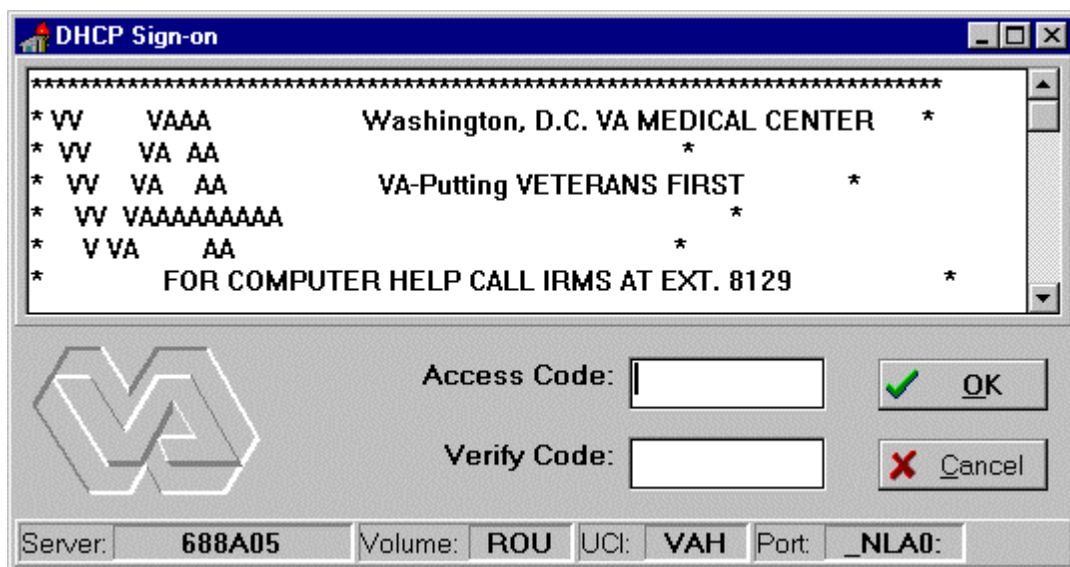 DHCP Sign-on
***************************************************************************
* VV VAAA Washington, D.C. VA MEDICAL CENTER *
* VV VA AA *
* VV VA AA VA-Putting VETERANS FIRST *
* VV VAAAAAAAAA *
* V VA AA *
* FOR COMPUTER HELP CALL IRMS AT EXT. 8129 *
Access Code:
OK
Verify Code:
Cancel
VA
Server: 688A05 Volume: ROU UCI: VAH Port: _NLA0: